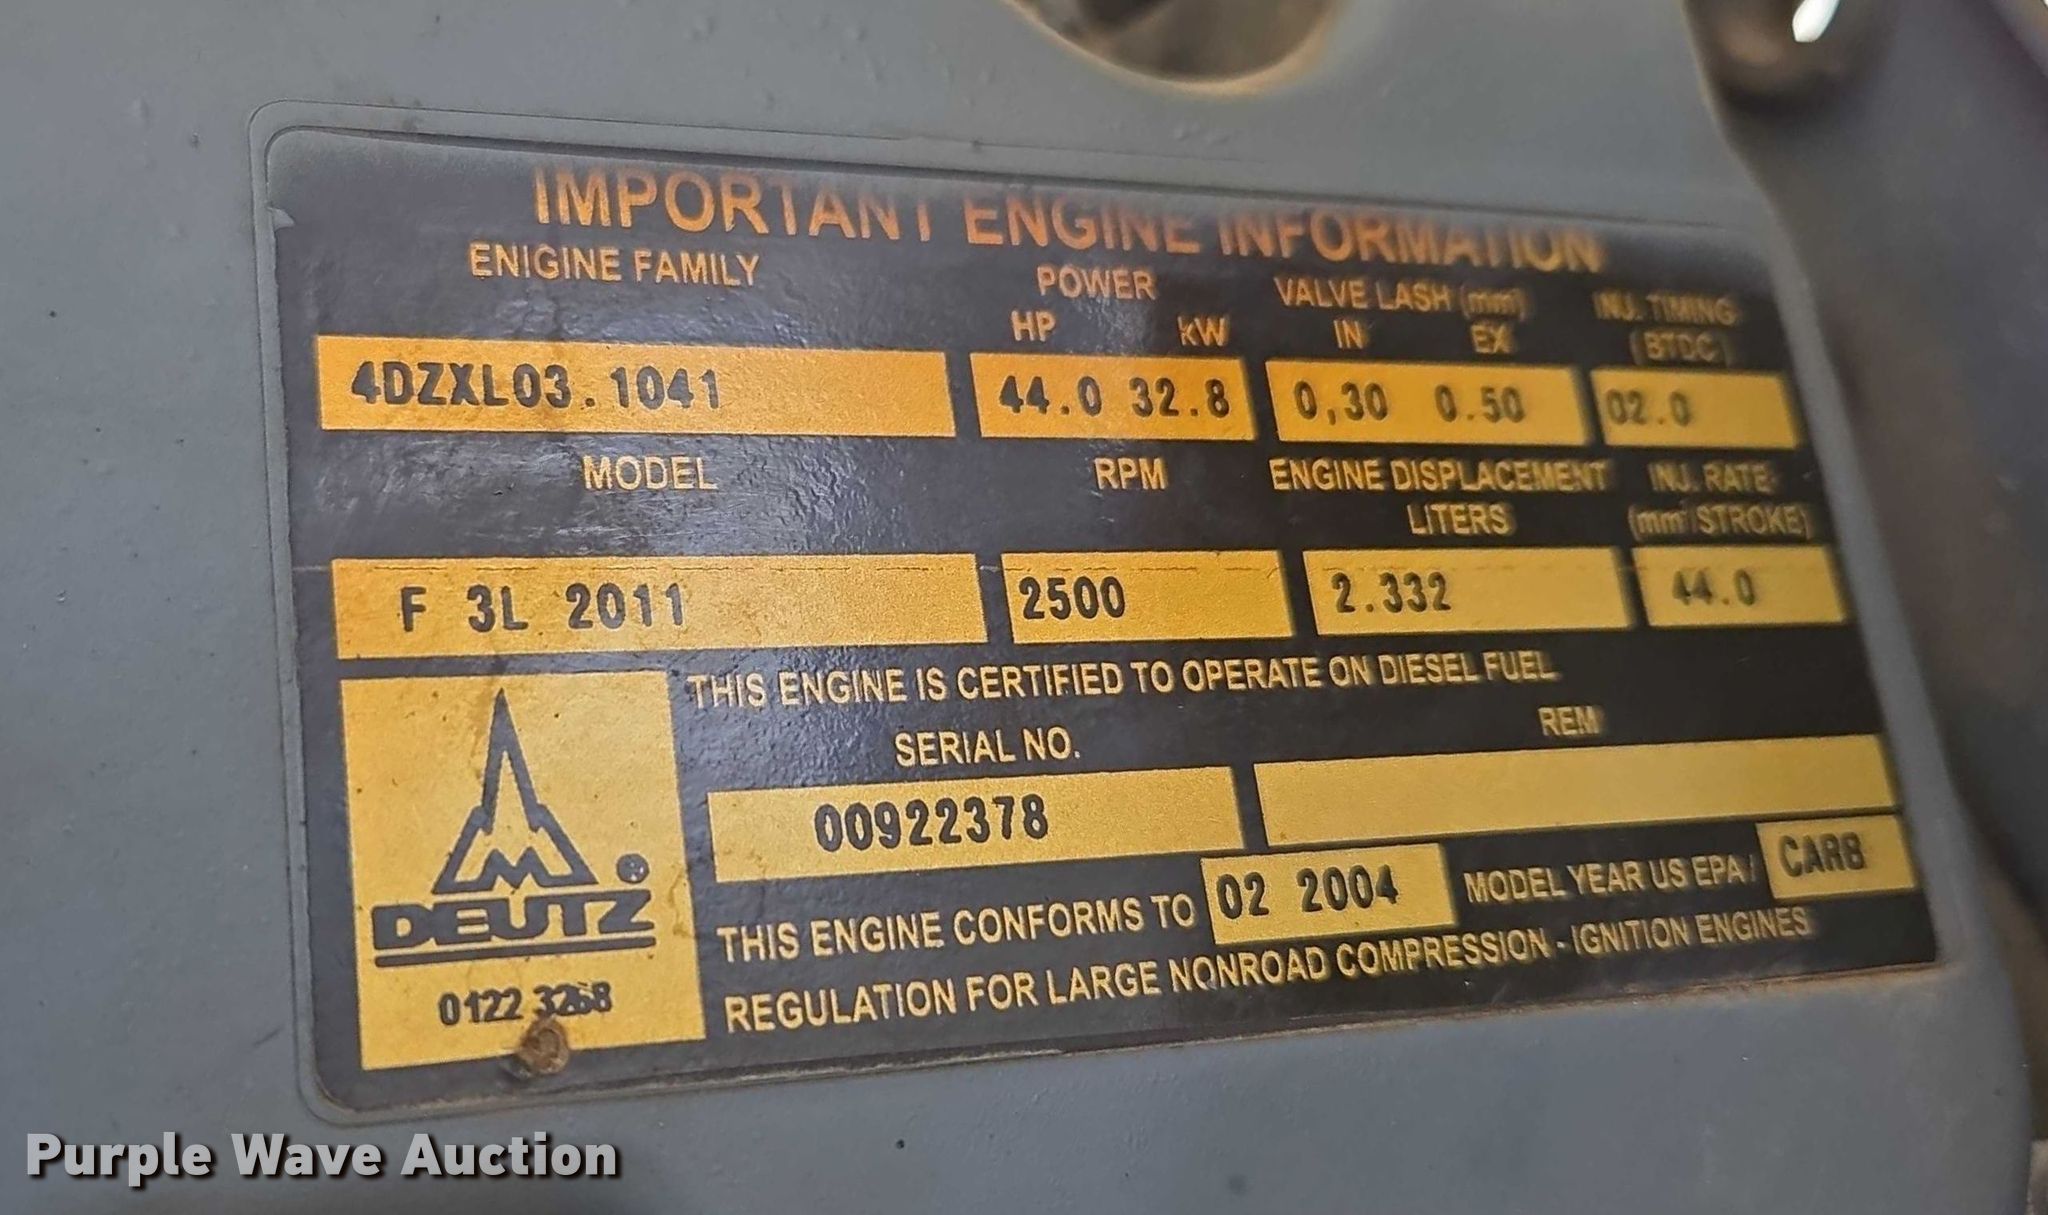 IMPORTANT ENGINE INFORMATION
ENIGINE FAMILY POWER VALVE LASH (mm) INJ. TIMING
HP kW IN EX (BTDC)
4DZXL03.1041 44.0 32.8 0,30 0.50 02.0
MODEL RPM ENGINE DISPLACEMENT INJ. RATE
LITERS (mm³/STROKE)
F 3L 2011 2500 2.332 44.0
THIS ENGINE IS CERTIFIED TO OPERATE ON DIESEL FUEL
SERIAL NO. REM
00922378
THIS ENGINE CONFORMS TO 02 2004 MODEL YEAR US EPA / CARB
REGULATION FOR LARGE NONROAD COMPRESSION - IGNITION ENGINES
DEUTZ ®
0122 3268
Purple Wave Auction